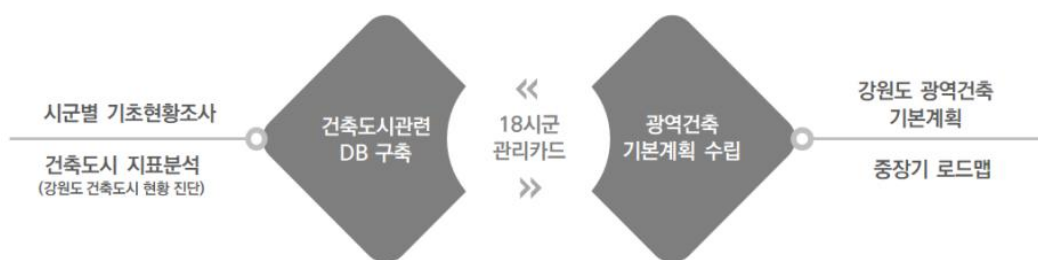 시군별 기초현황조사
건축도시 지표분석
(강원도 건축도시 현황 진단)
건축도시관련
DB 구축
«
18시군
관리카드
»
광역건축
기본계획 수립
강원도 광역건축
기본계획
중장기 로드맵